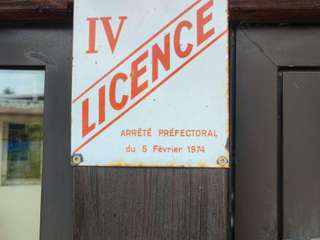 IV
LICENCE
ARRÊTÉ PRÉFECTORAL
du 5 Février 1974